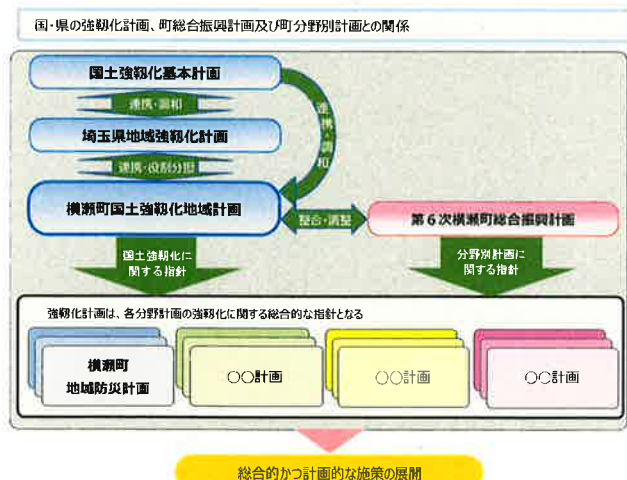 国・県の強靱化計画、町総合振興計画及び町分野別計画との関係
国土強靱化基本計画
連携・調和
連携・調和
埼玉県地域強靱化計画
連携・役割分担
横瀬町国土強靱化地域計画
整合・調整
第6次横瀬町総合振興計画
国土強靱化に
関する指針
分野別計画に
関する指針
強靱化計画は、各分野計画の強靱化に関する総合的な指針となる
横瀬町
地域防災計画
〇〇計画
〇〇計画
〇〇計画
総合的かつ計画的な施策の展開